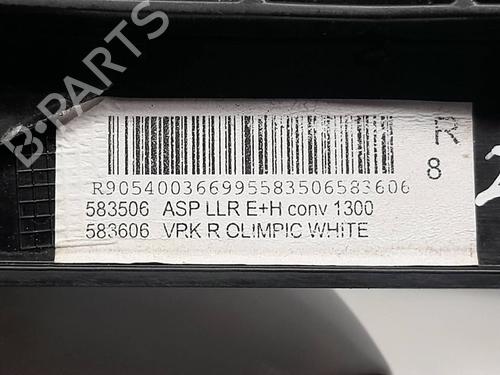 B-PARTS
R905400366995583506583606
583506 ASP LLR E+H conv 1300
583606 VRK R OLIMPIC WHITE
R
8